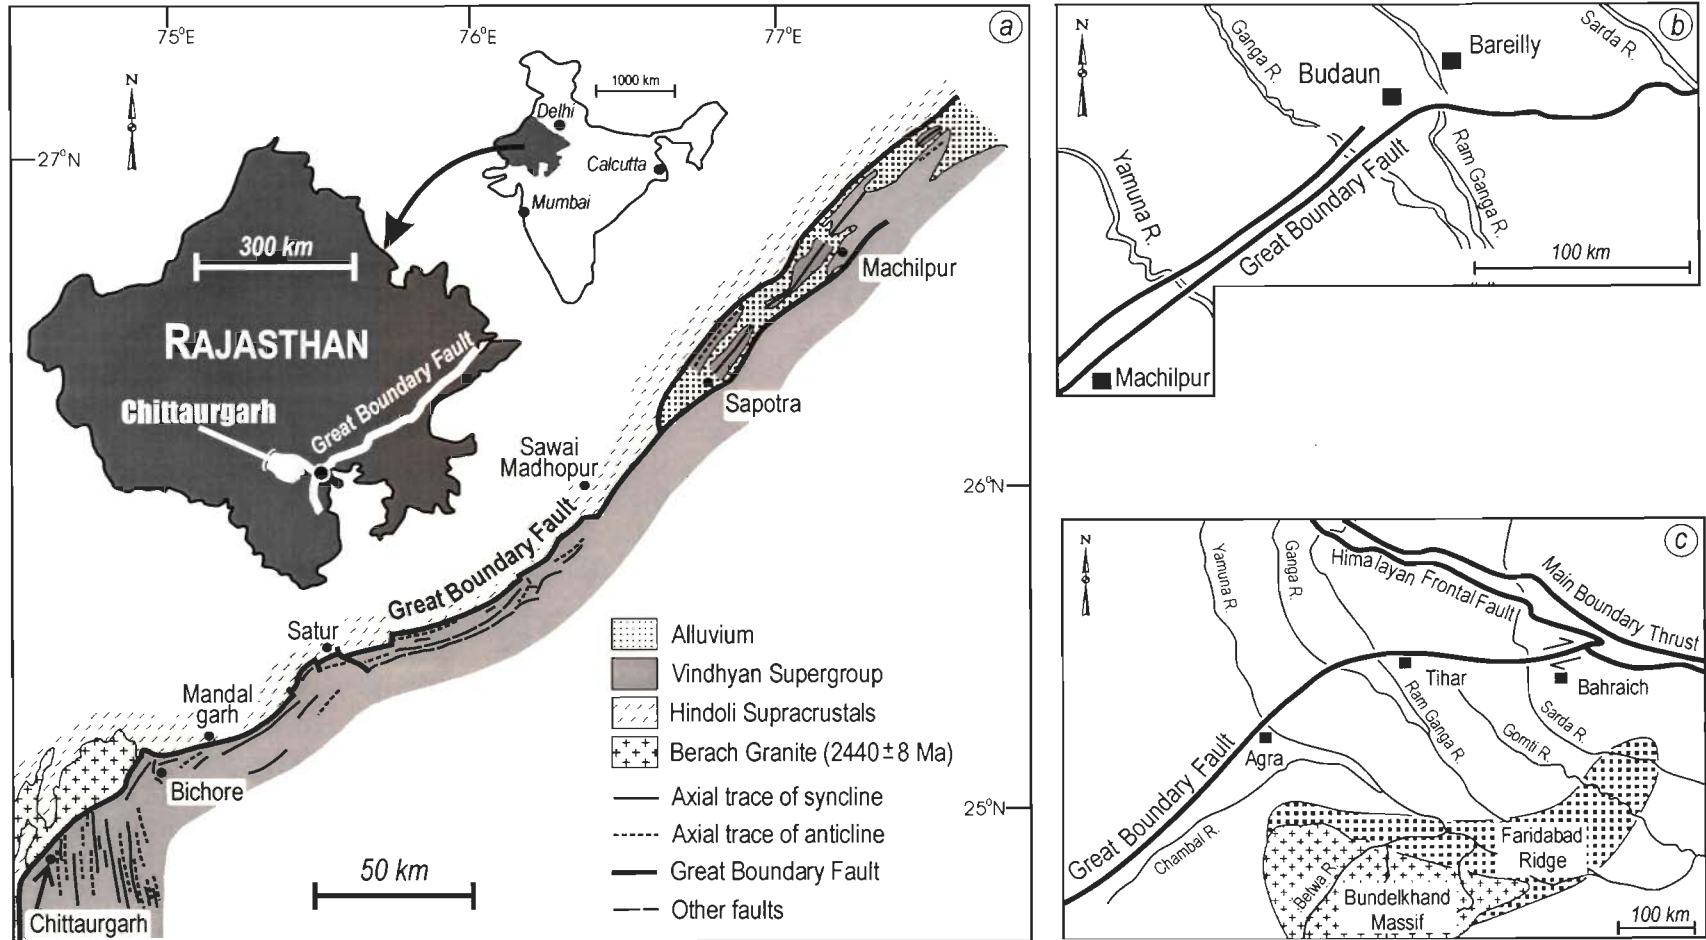 75°E
76°E
77°E
a
N
1000 km
Delhi
Calcutta
Mumbai
27°N
300 km
RAJASTHAN
Great Boundary Fault
Chittaurgarh
Machilpur
Sapotra
Sawai
Madhopur
26°N
Great Boundary Fault
Satur
Mandal
garh
Bichore
Chittaurgarh
25°N
50 km
Alluvium
Vindhyan Supergroup
Hindoli Supracrustals
Berach Granite (2440±8 Ma)
Axial trace of syncline
Axial trace of anticline
Great Boundary Fault
Other faults
b
N
Ganga R.
Sarda R.
Bareilly
Budaun
Yamuna R.
Great Boundary Fault
Ram Ganga R.
100 km
Machilpur
c
N
Yamuna R.
Ganga R.
Himalayan Frontal Fault
Main Boundary Thrust
Tihar
Bahraich
Ram Ganga R.
Gomti R.
Sarda R.
Agra
Great Boundary Fault
Chambal R.
Faridabad
Ridge
Betwa R.
Bundelkhand
Massif
100 km